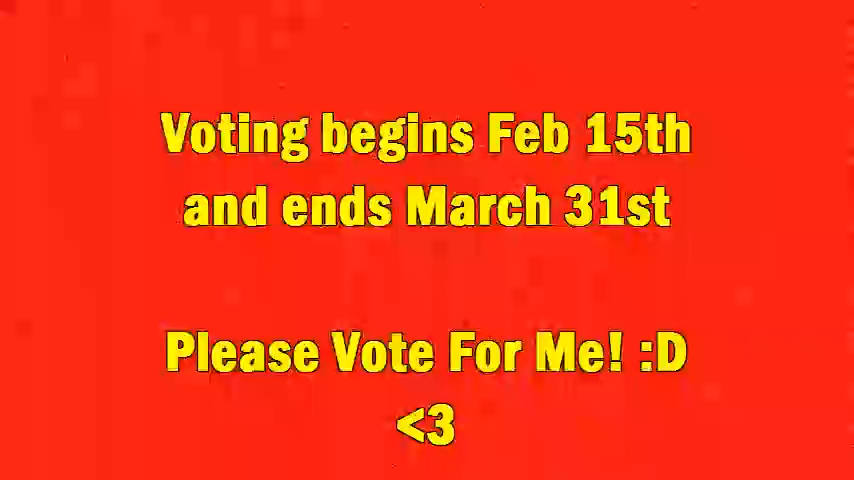 Voting begins Feb 15th
and ends March 31st
Please Vote For Me! :D
<3